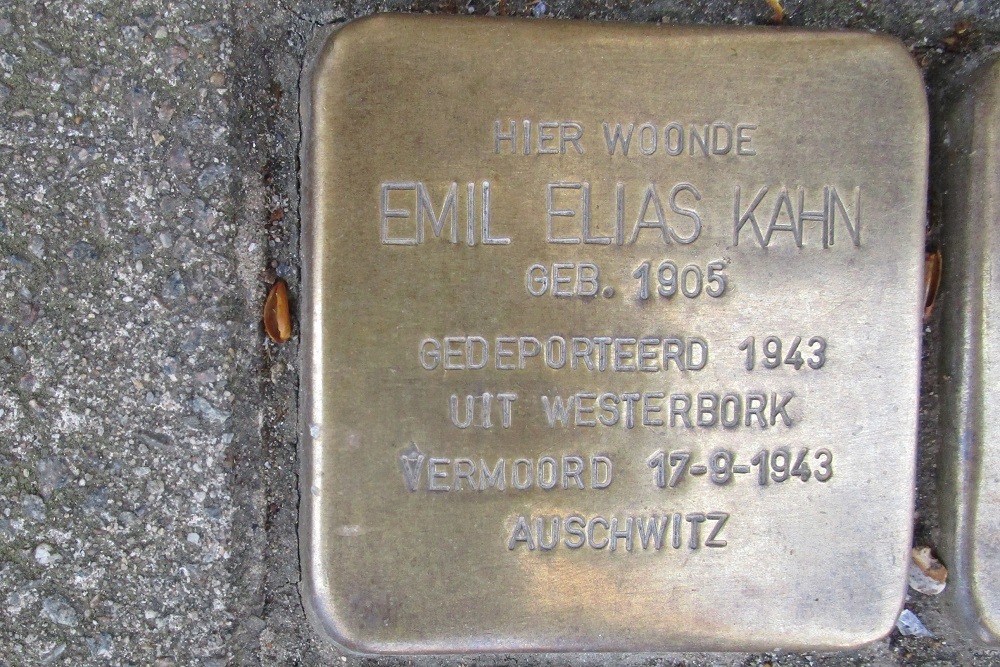 HIER WOONDE
EMIL ELIAS KAHN
GEB. 1905
GEDEPORTEERD 1943
UIT WESTERBORK
VERMOORD 17-9-1943
AUSCHWITZ